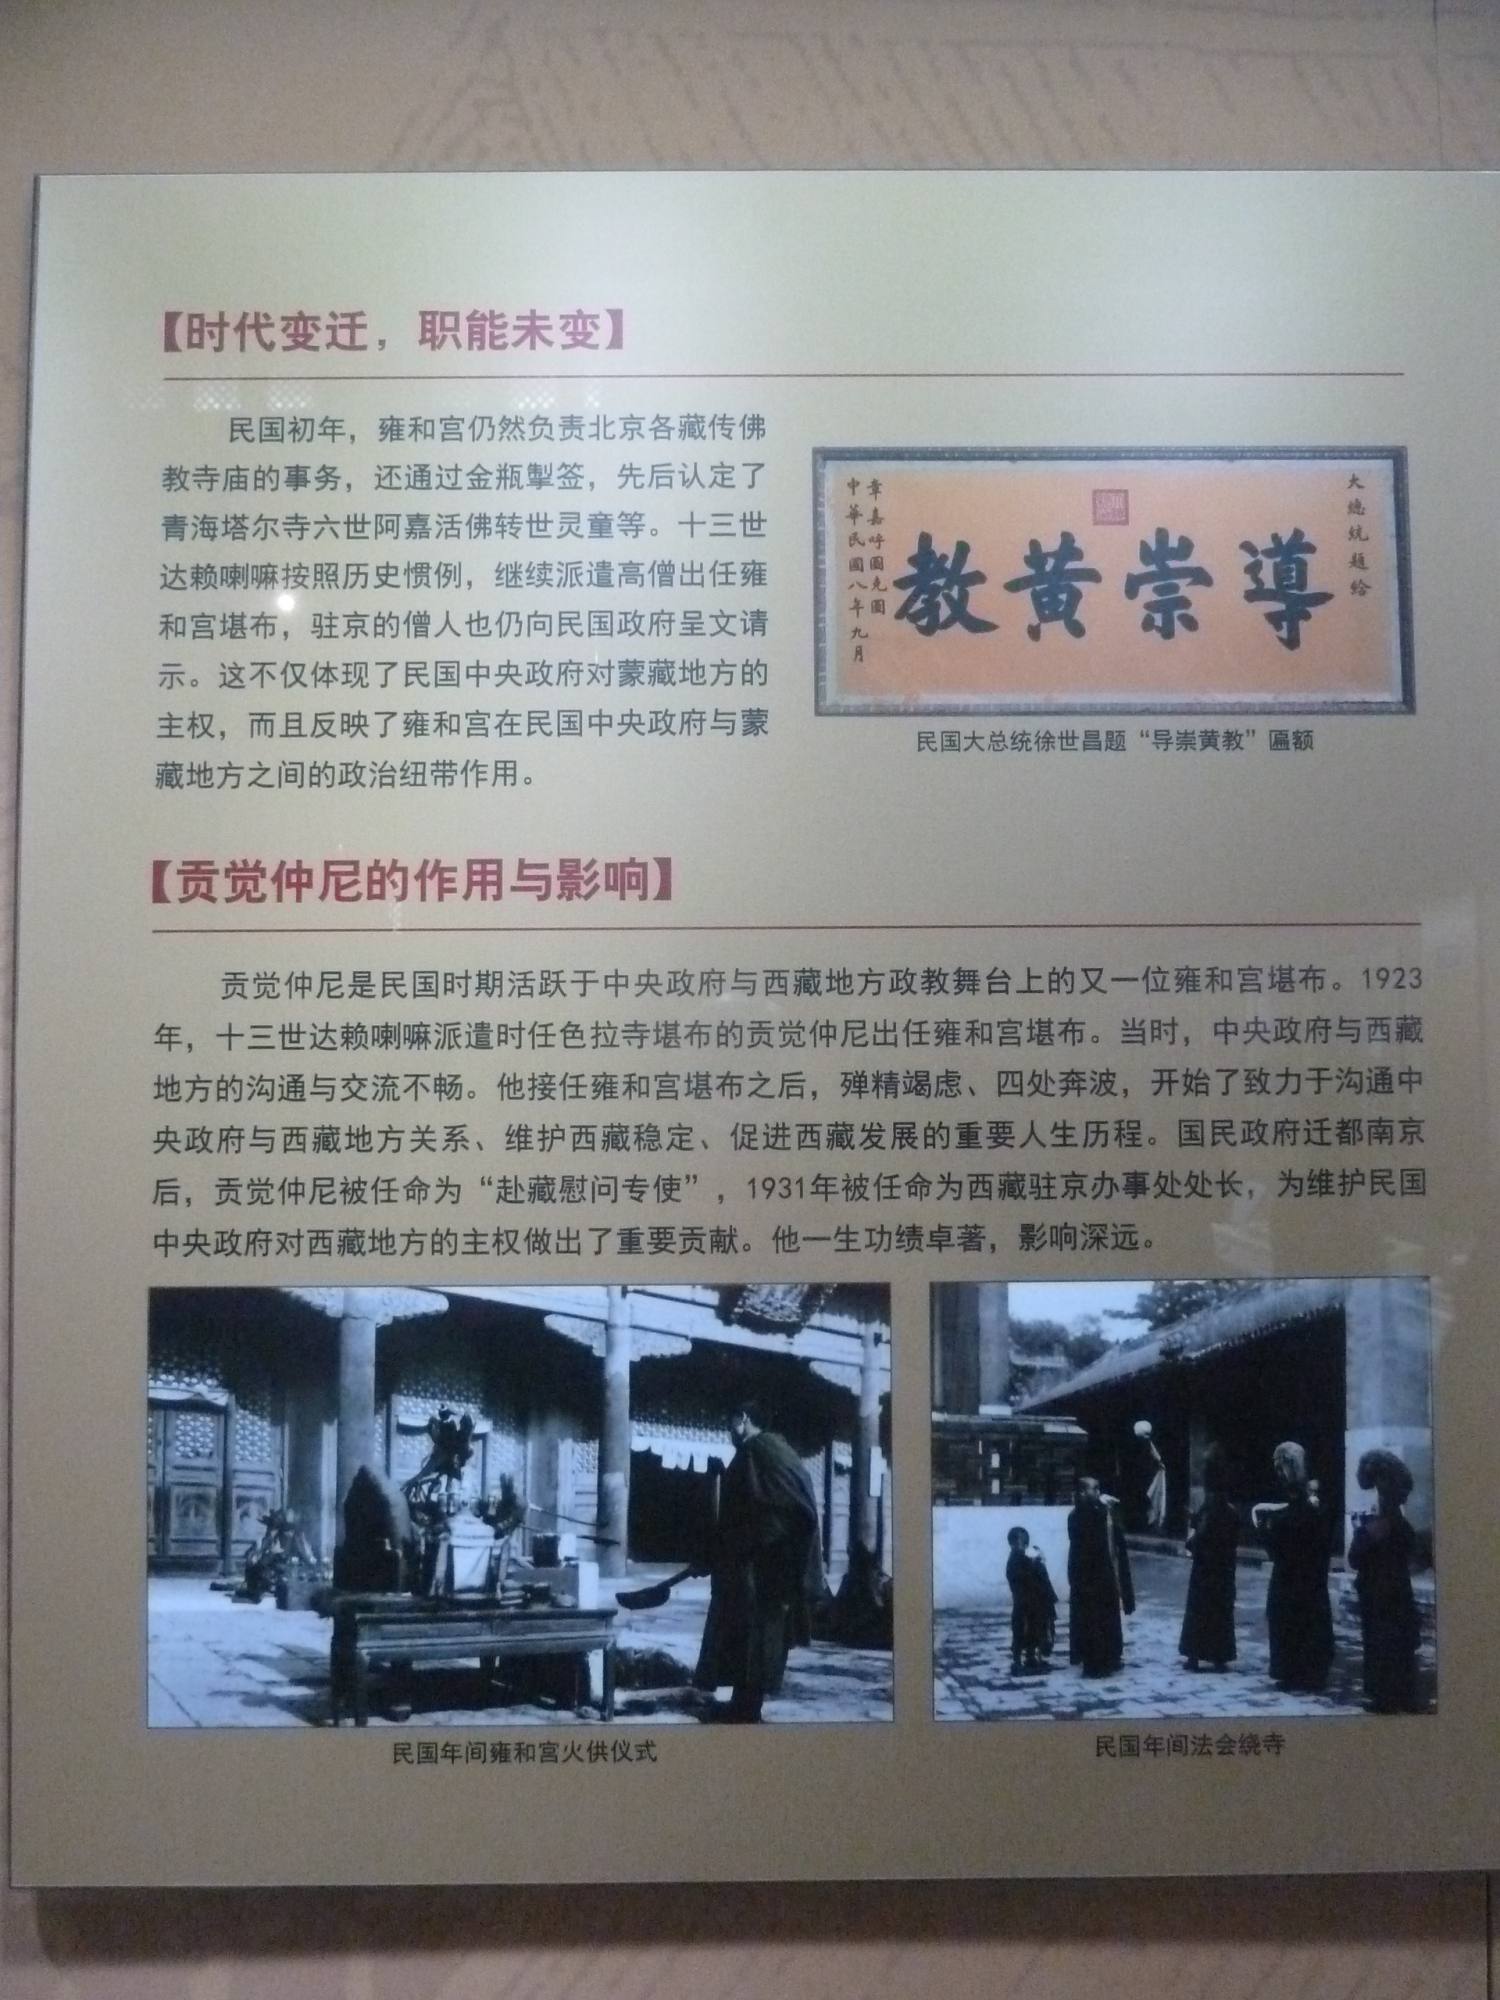 【时代变迁，职能未变】
民国初年，雍和宫仍然负责北京各藏传佛
教寺庙的事务，还通过金瓶掣签，先后认定了
青海塔尔寺六世阿嘉活佛转世灵童等。十三世
达赖喇嘛按照历史惯例，继续派遣高僧出任雍
和宫堪布，驻京的僧人也仍向民国政府呈文请
示。这不仅体现了民国中央政府对蒙藏地方的
主权，而且反映了雍和宫在民国中央政府与蒙
藏地方之间的政治纽带作用。
大總統題給
導崇黄教
章嘉呼圖克圖
中華民國八年九月
民国大总统徐世昌题“导崇黄教”匾额
【贡觉仲尼的作用与影响】
贡觉仲尼是民国时期活跃于中央政府与西藏地方政教舞台上的又一位雍和宫堪布。1923
年，十三世达赖喇嘛派遣时任色拉寺堪布的贡觉仲尼出任雍和宫堪布。当时，中央政府与西藏
地方的沟通与交流不畅。他接任雍和宫堪布之后，殚精竭虑、四处奔波，开始了致力于沟通中
央政府与西藏地方关系、维护西藏稳定、促进西藏发展的重要人生历程。国民政府迁都南京
后，贡觉仲尼被任命为“赴藏慰问专使”，1931年被任命为西藏驻京办事处处长，为维护民国
中央政府对西藏地方的主权做出了重要贡献。他一生功绩卓著，影响深远。
民国年间雍和宫火供仪式
民国年间法会绕寺